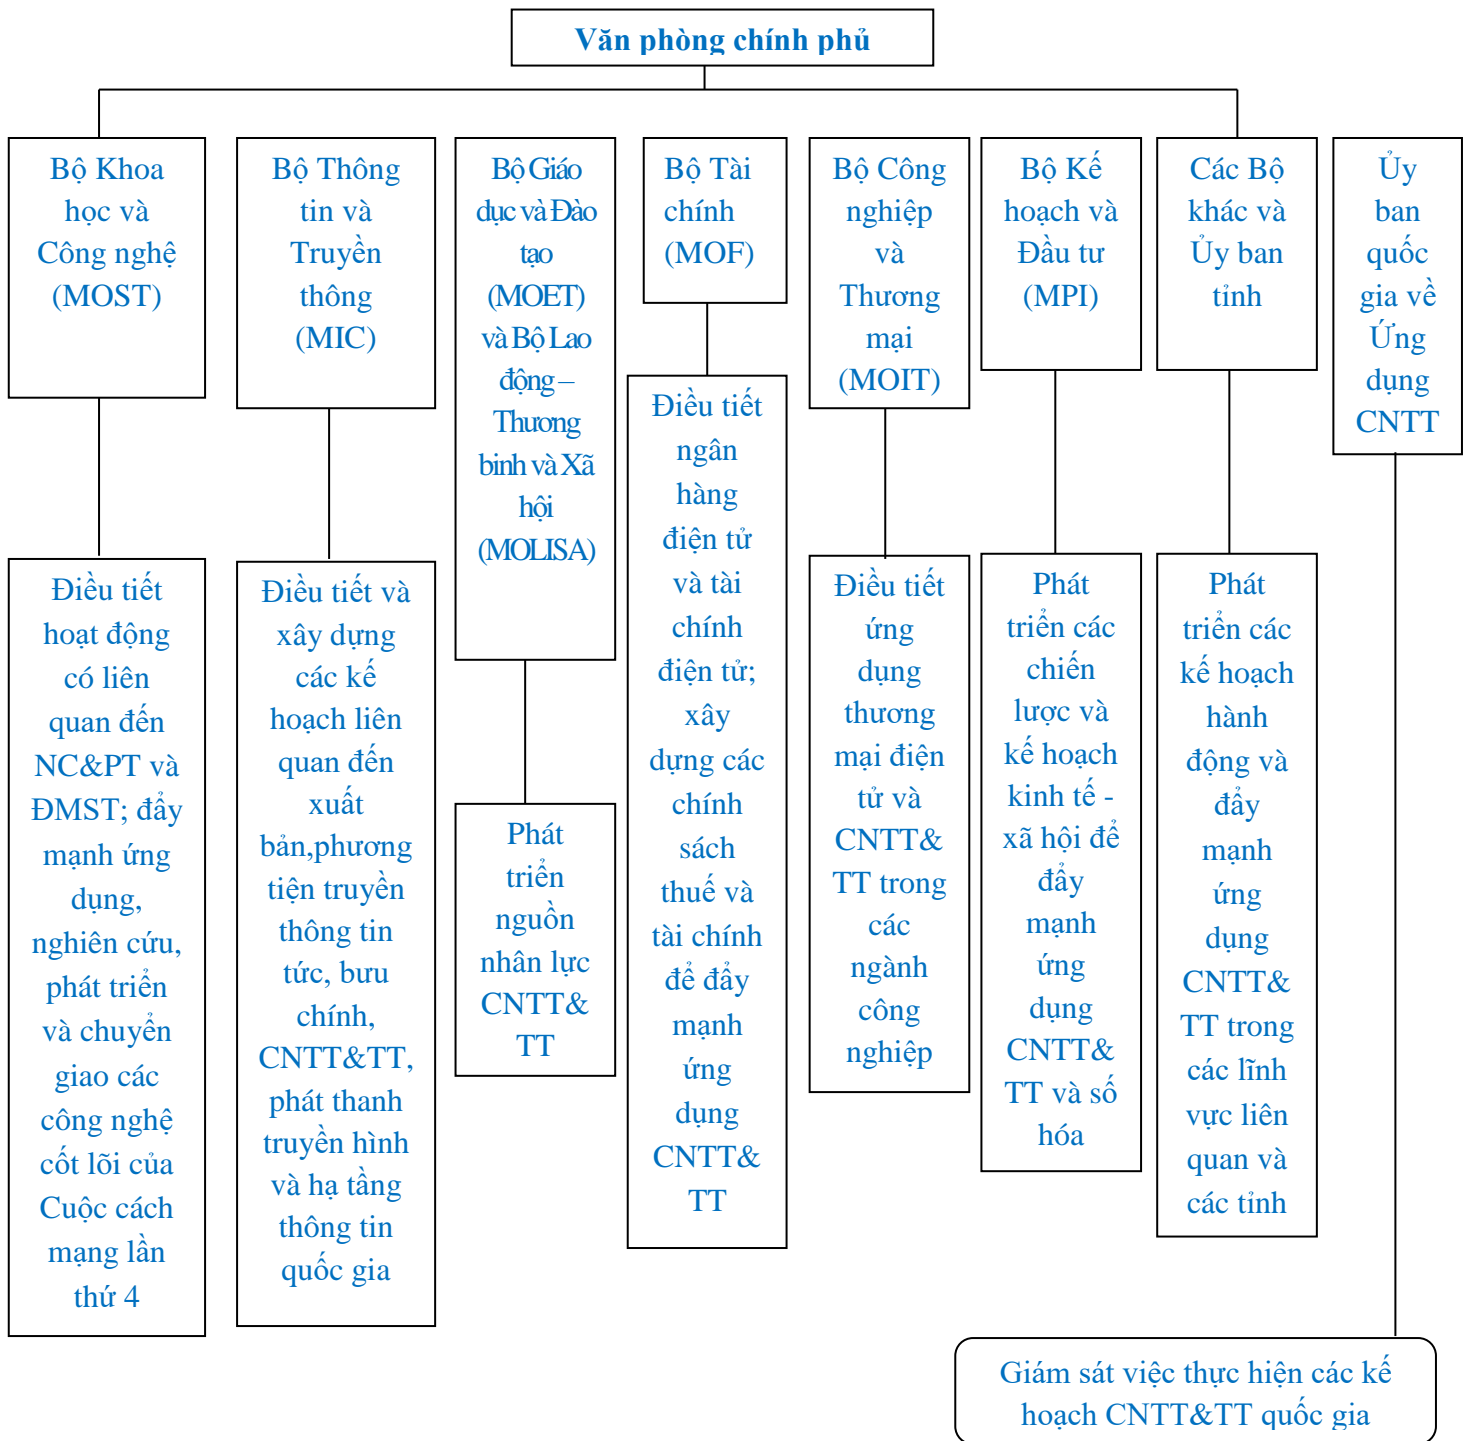 Văn phòng chính phủ
Bộ Khoa
học và
Công nghệ
(MOST)
Bộ Thông
tin và
Truyền
thông
(MIC)
Bộ Giáo
dục và Đào
tạo
(MOET)
và Bộ Lao
động –
Thương
binh và Xã
hội
(MOLISA)
Bộ Tài
chính
(MOF)
Bộ Công
nghiệp
và
Thương
mại
(MOIT)
Bộ Kế
hoạch và
Đầu tư
(MPI)
Các Bộ
khác và
Ủy ban
tỉnh
Ủy
ban
quốc
gia về
Ứng
dụng
CNTT
Điều tiết
hoạt động
có liên
quan đến
NC&PT và
ĐMST; đẩy
mạnh ứng
dụng,
nghiên cứu,
phát triển
và chuyển
giao các
công nghệ
cốt lõi của
Cuộc cách
mạng lần
thứ 4
Điều tiết và
xây dựng
các kế
hoạch liên
quan đến
xuất
bản,phương
tiện truyền
thông tin
tức, bưu
chính,
CNTT&TT,
phát thanh
truyền hình
và hạ tầng
thông tin
quốc gia
Phát
triển
nguồn
nhân lực
CNTT&
TT
Điều tiết
ngân
hàng
điện tử
và tài
chính
điện tử;
xây
dựng các
chính
sách
thuế và
tài chính
để đẩy
mạnh
ứng
dụng
CNTT&
TT
Điều tiết
ứng
dụng
thương
mại điện
tử và
CNTT&
TT trong
các
ngành
công
nghiệp
Phát
triển các
chiến
lược và
kế hoạch
kinh tế -
xã hội để
đẩy
mạnh
ứng
dụng
CNTT&
TT và số
hóa
Phát
triển các
kế hoạch
hành
động và
đẩy
mạnh
ứng
dụng
CNTT&
TT trong
các lĩnh
vực liên
quan và
các tỉnh
Giám sát việc thực hiện các kế
hoạch CNTT&TT quốc gia